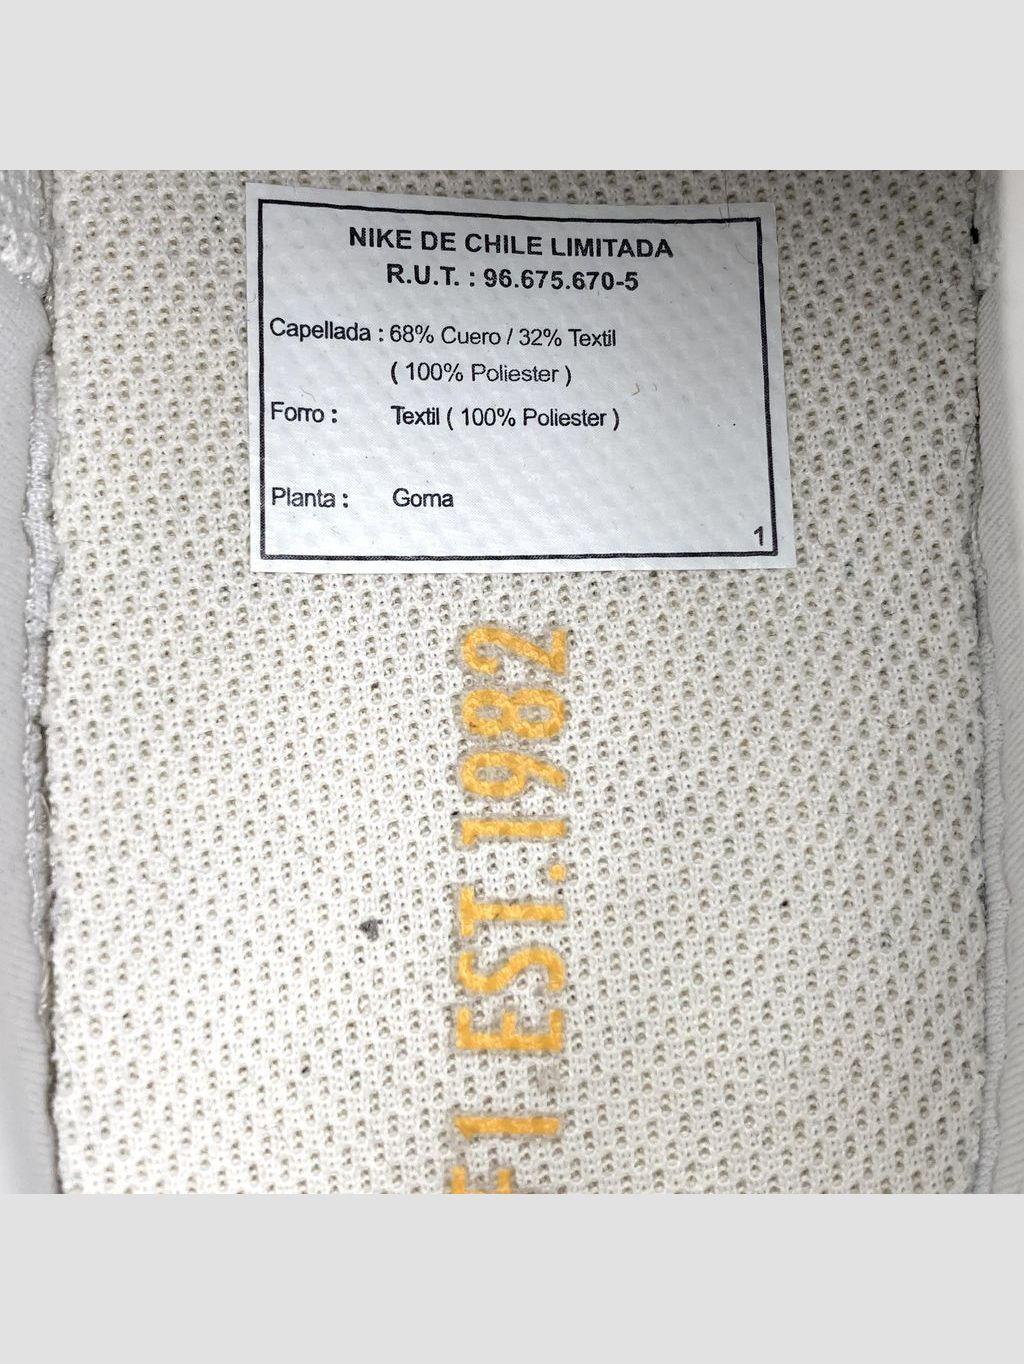 NIKE DE CHILE LIMITADA
R.U.T. : 96.675.670-5
Capellada : 68% Cuero / 32% Textil
( 100% Poliester )
Forro : Textil ( 100% Poliester )
Planta : Goma
1
1 EST.1982